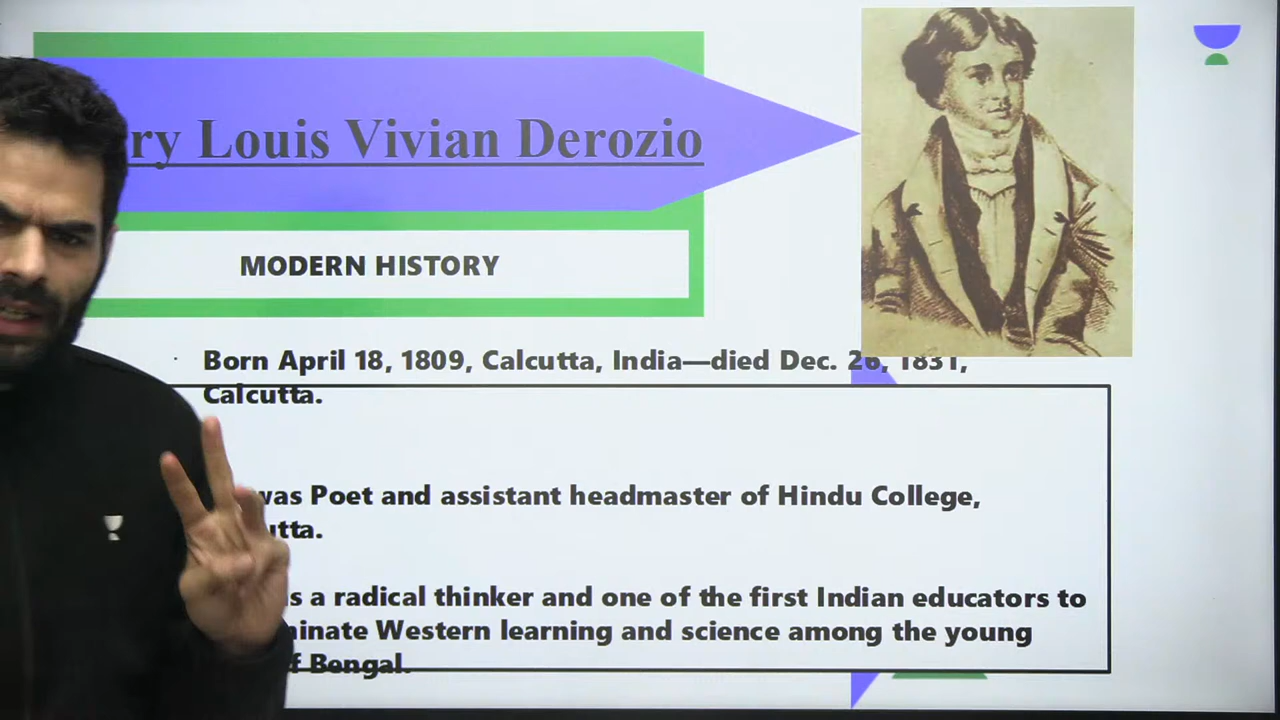 ry Louis Vivian Derozio
MODERN HISTORY
Born April 18, 1809, Calcutta, India—died Dec. 26, 1831,
Calcutta.
was Poet and assistant headmaster of Hindu College,
utta.
s a radical thinker and one of the first Indian educators to
inate Western learning and science among the young
f Bengal.